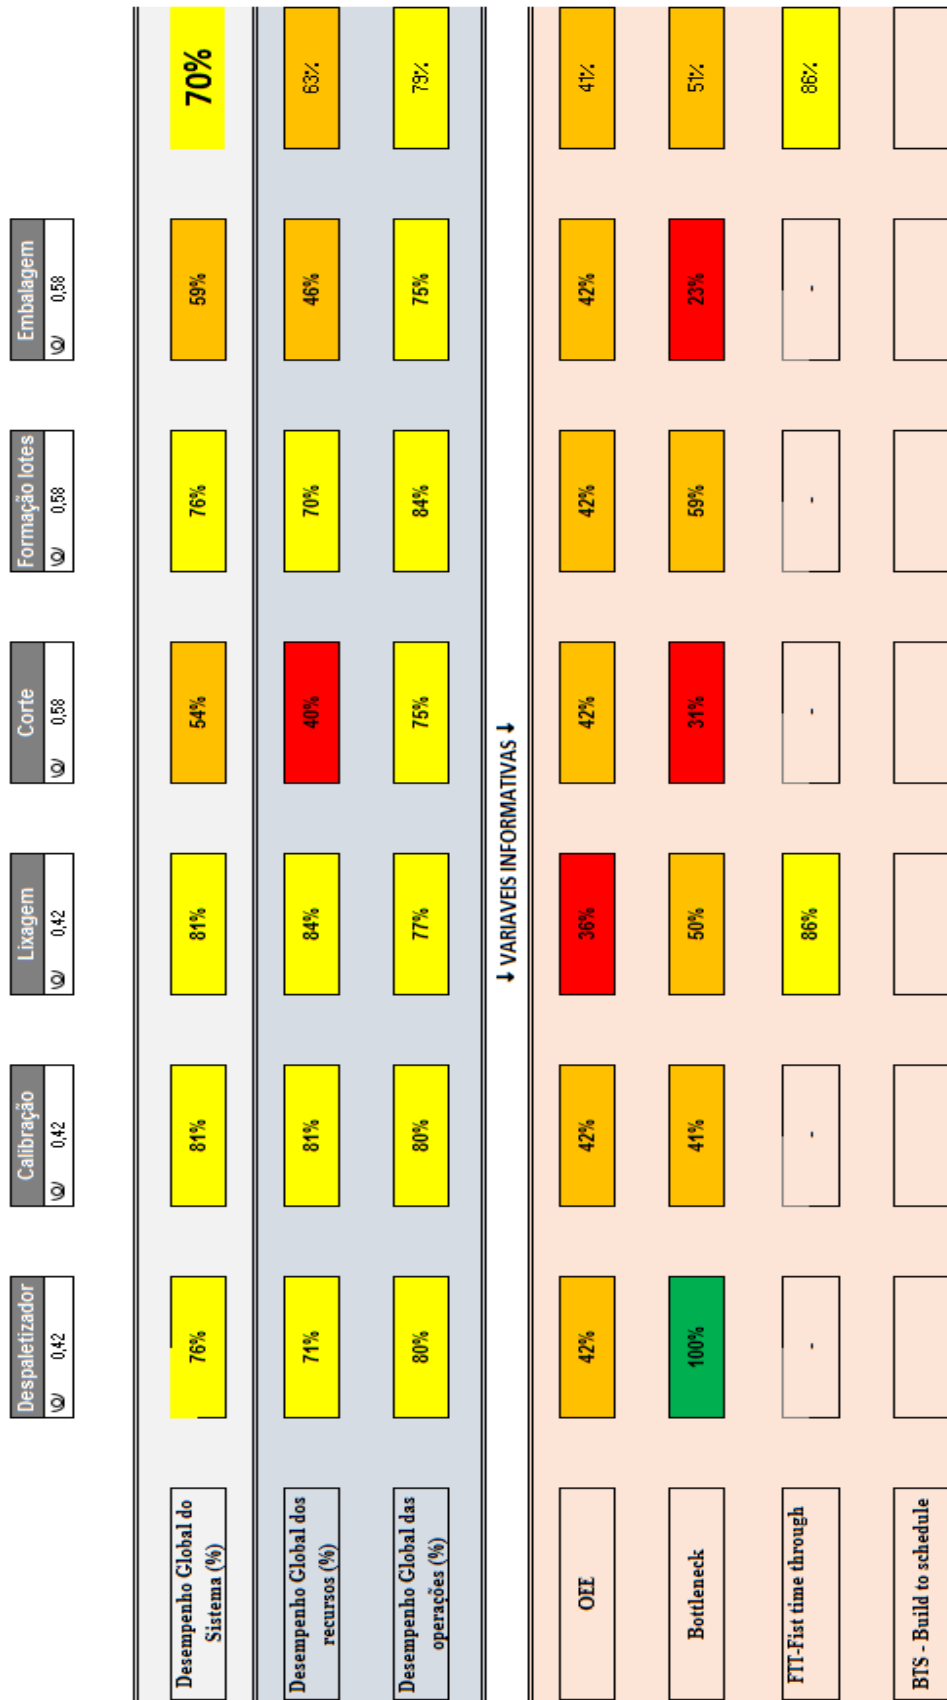 Despaletizador Calibração Lixagem Corte Formação lotes Embalagem
\Q/ 0,42 \Q/ 0,42 \Q/ 0,42 \Q/ 0,58 \Q/ 0,58 \Q/ 0,58
Desempenho Global do
Sistema (%)
76% 81% 81% 54% 76% 59% 70%
Desempenho Global dos
recursos (%)
71% 81% 84% 40% 70% 46% 63%
Desempenho Global das
operações (%)
80% 80% 77% 75% 84% 75% 79%
↓ VARIAVEIS INFORMATIVAS ↓
OEE 42% 42% 36% 42% 42% 42% 41%
Bottleneck 100% 41% 50% 31% 59% 23% 51%
FTT-Fist time through - - 86% - - - 86%
BTS - Build to schedule